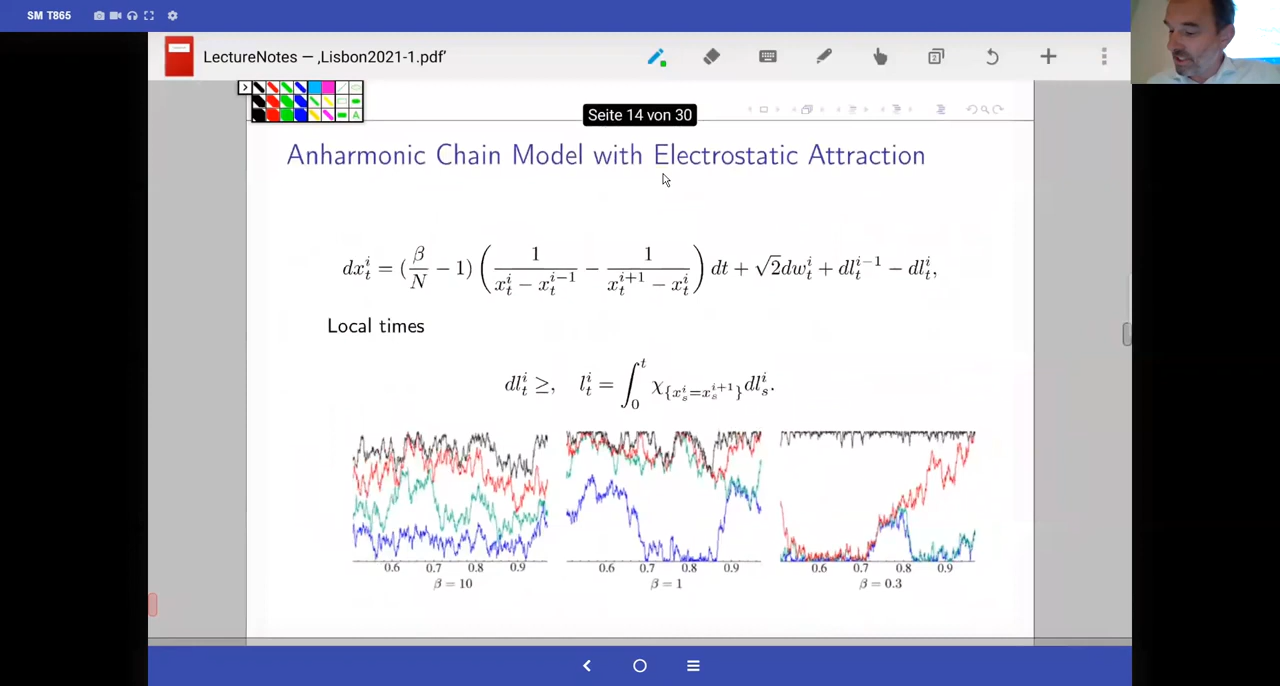 SM T865
LectureNotes — ‚Lisbon2021-1.pdf'
2
A
Seite 14 von 30
Anharmonic Chain Model with Electrostatic Attraction
dx_t^i = (β/N − 1) (1/(x_t^i − x_t^{i−1}) − 1/(x_t^{i+1} − x_t^i)) dt + √2dw_t^i + dl_t^{i−1} − dl_t^i,
Local times
dl_t^i ≥, l_t^i = ∫_0^t χ_{{x_s^i=x_s^{i+1}}} dl_s^i.
0.6 0.7 0.8 0.9 0.6 0.7 0.8 0.9 0.6 0.7 0.8 0.9
β = 10 β = 1 β = 0.3